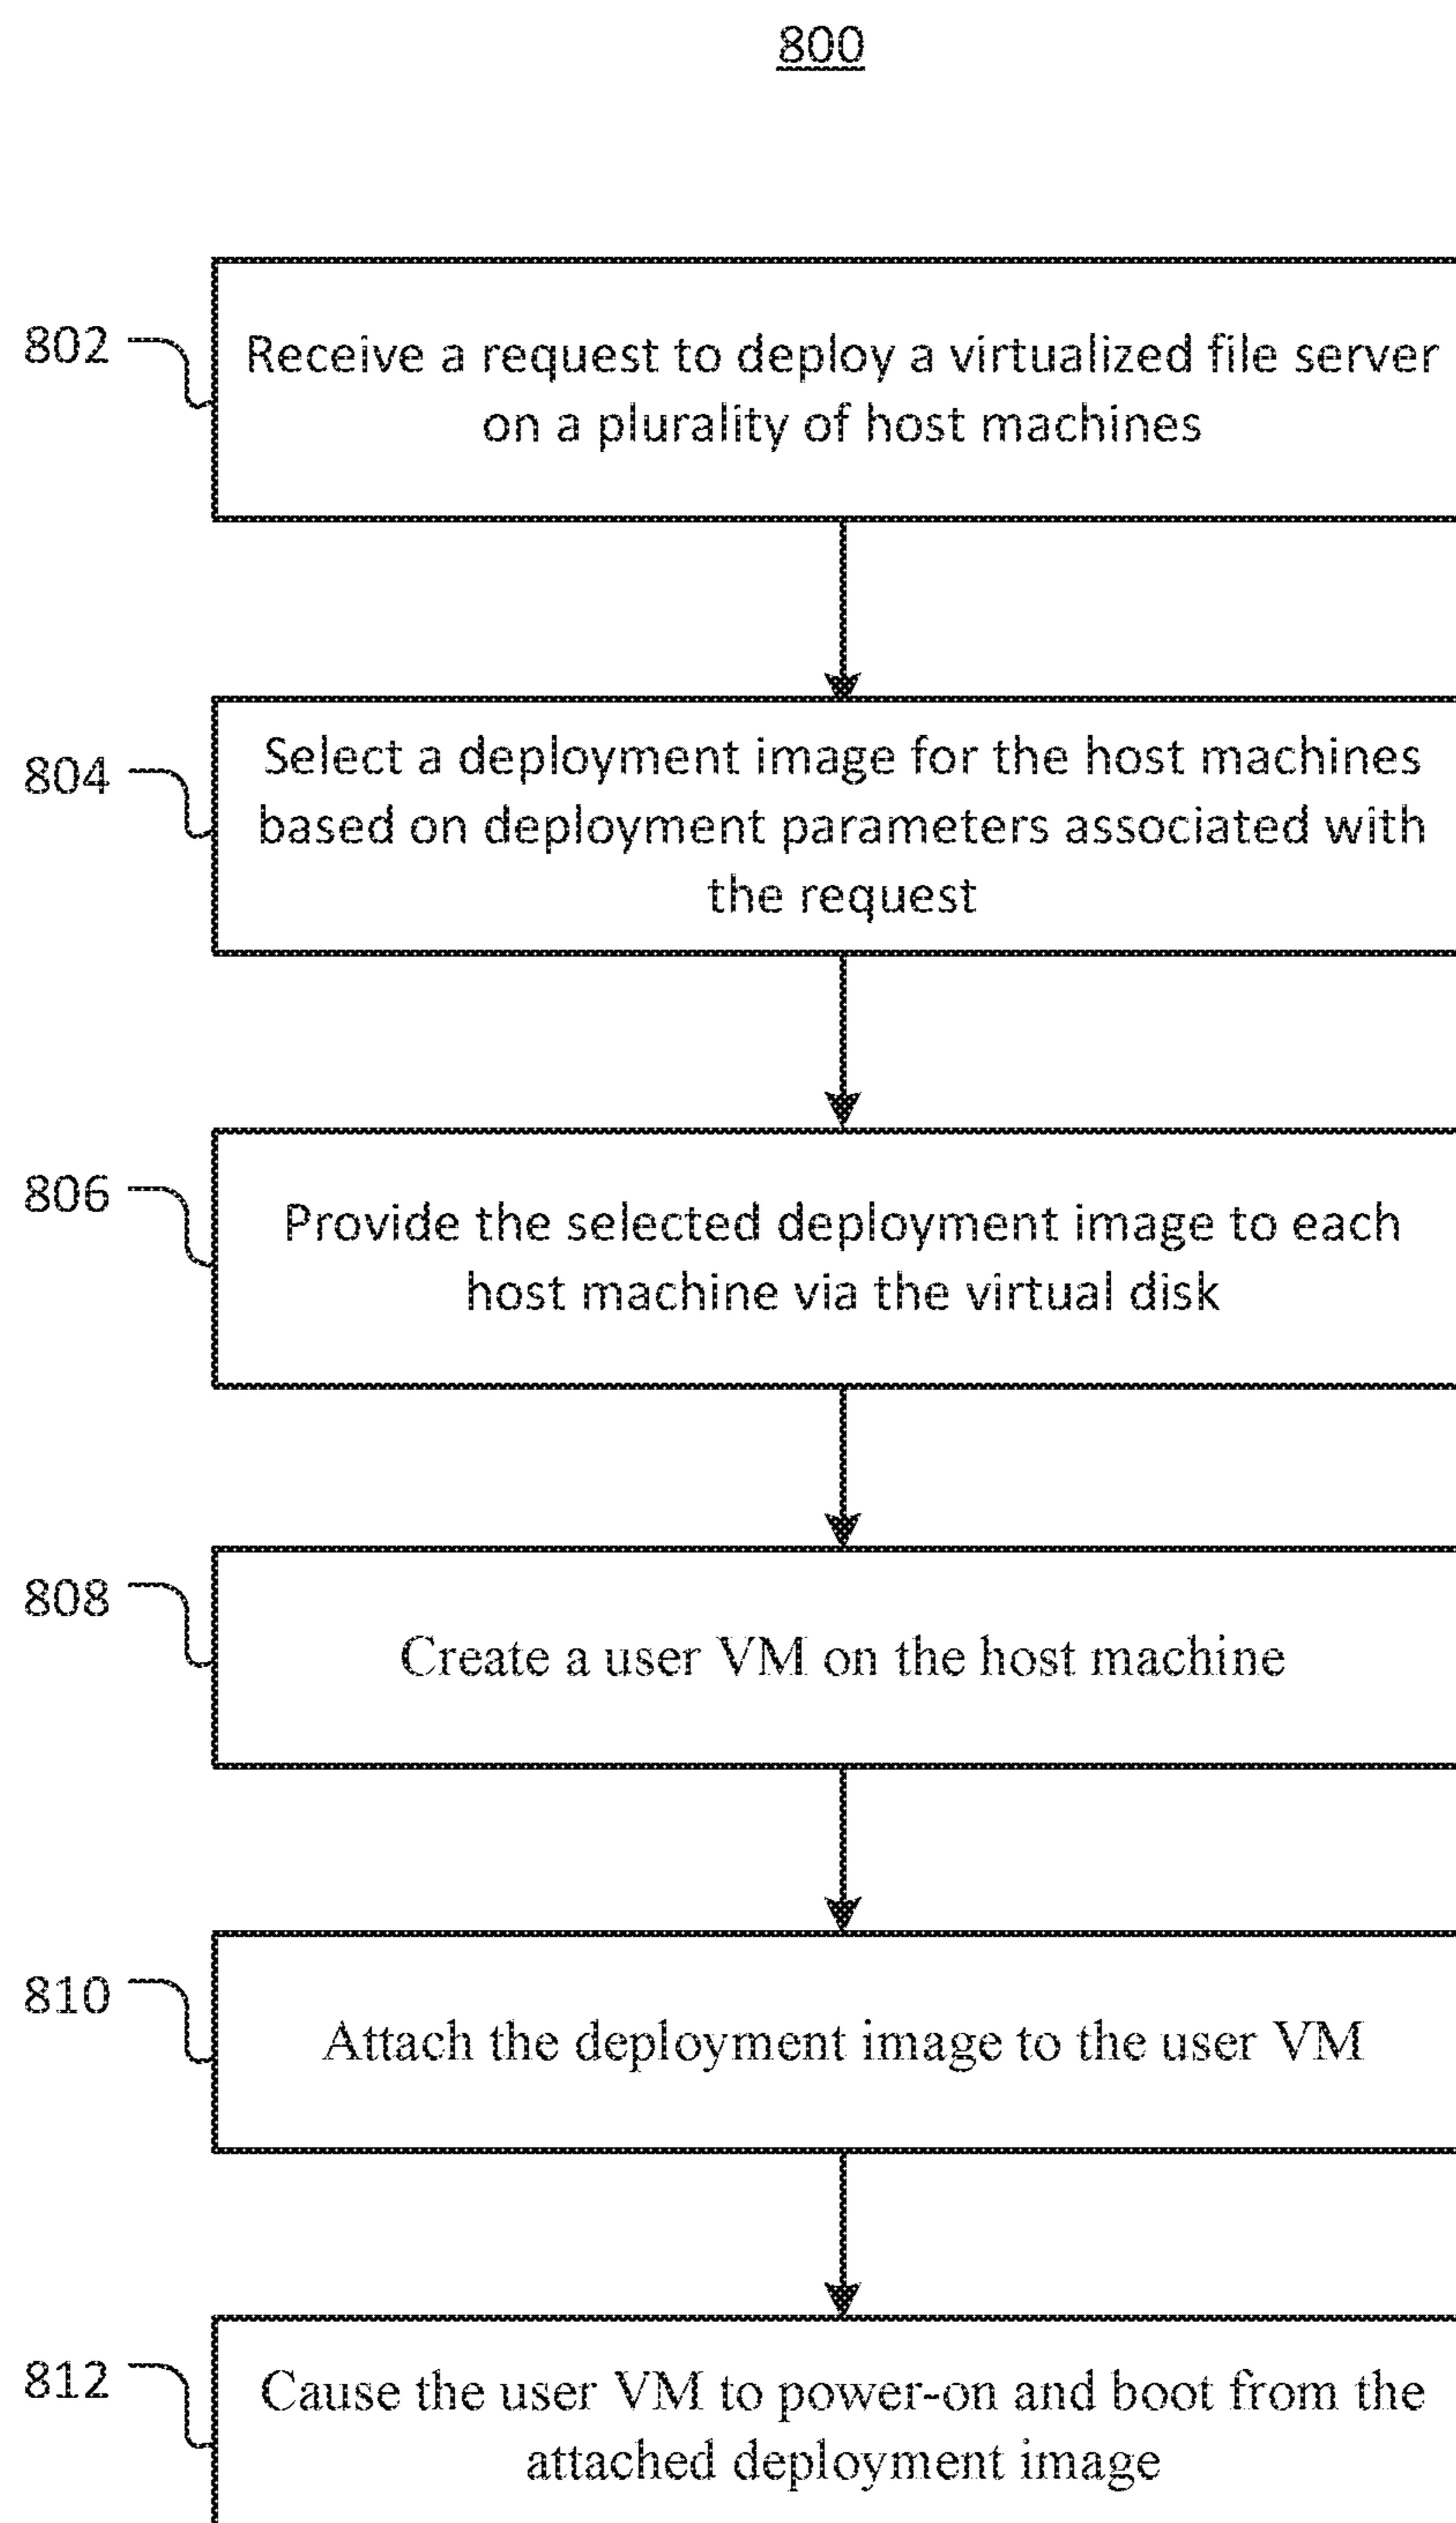 800
802
Receive a request to deploy a virtualized file server
on a plurality of host machines
804
Select a deployment image for the host machines
based on deployment parameters associated with
the request
806
Provide the selected deployment image to each
host machine via the virtual disk
808
Create a user VM on the host machine
810
Attach the deployment image to the user VM
812
Cause the user VM to power-on and boot from the
attached deployment image